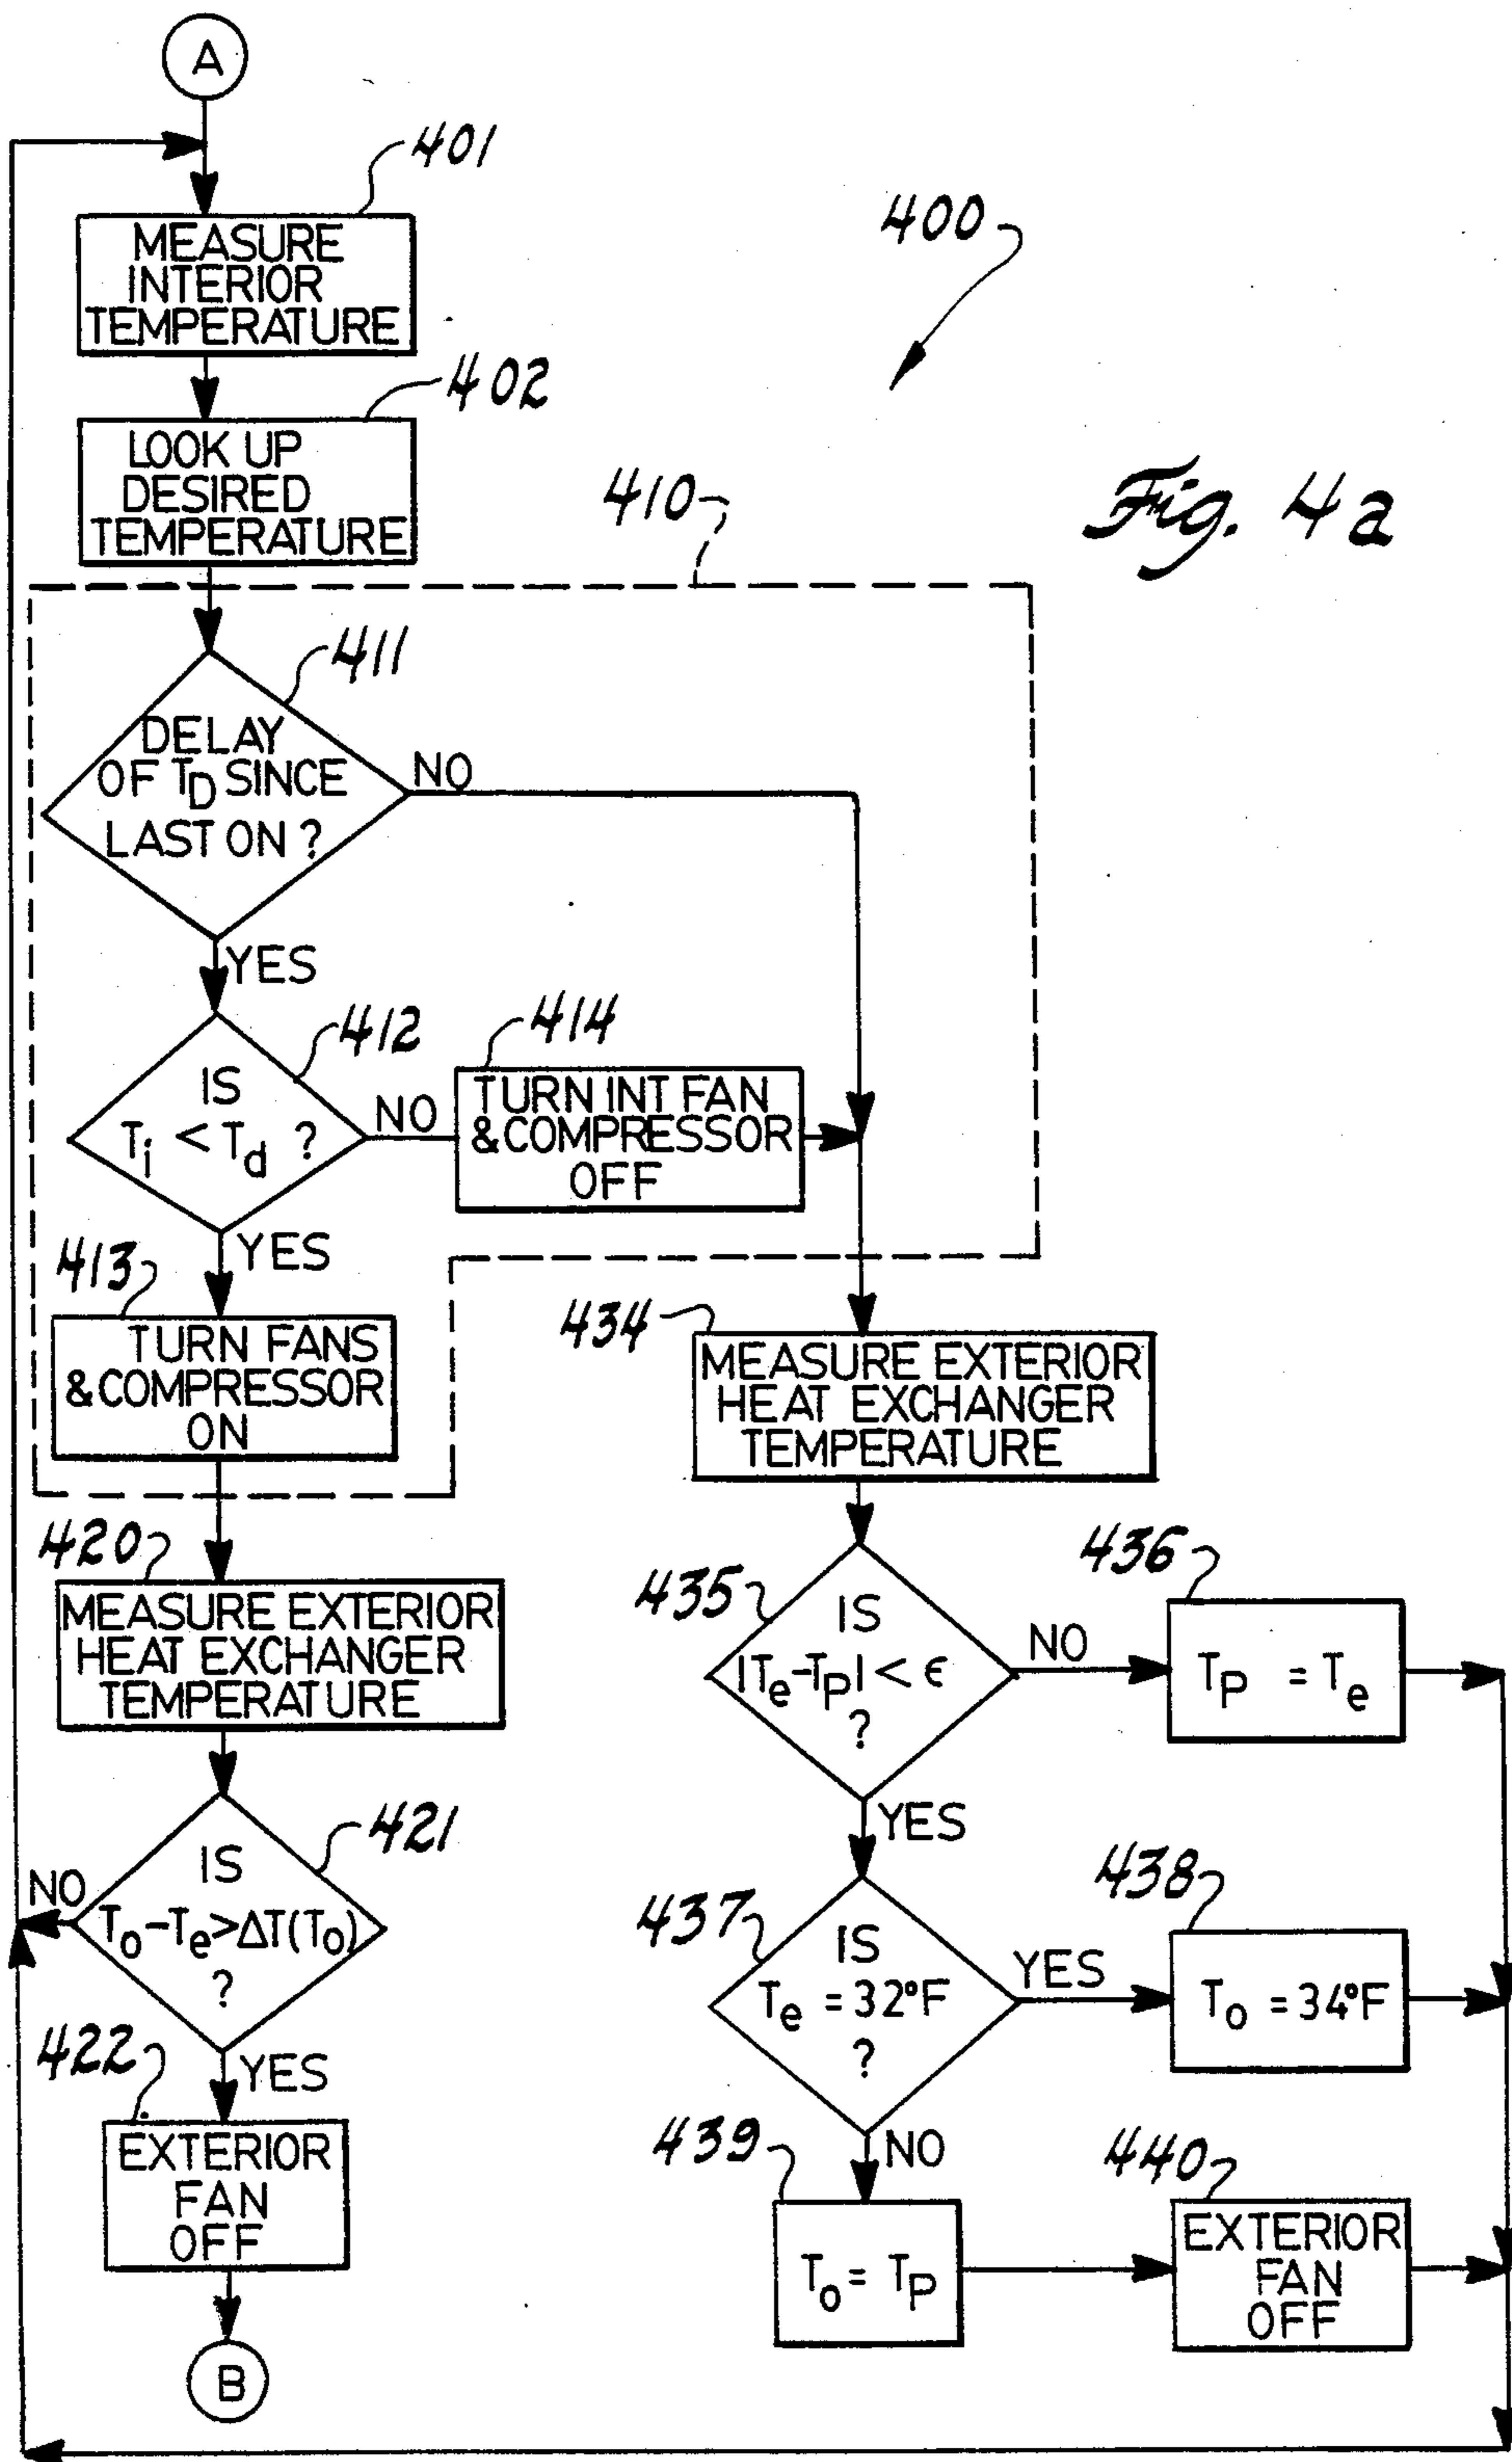 A
401
MEASURE
INTERIOR
TEMPERATURE
400
402
LOOK UP
DESIRED
TEMPERATURE
410
Fig. 4a
411
DELAY
OF TD SINCE
LAST ON ?
NO
YES
412
IS
Ti < Td ?
NO
414
TURN INT FAN
& COMPRESSOR
OFF
YES
413
TURN FANS
& COMPRESSOR
ON
434
MEASURE EXTERIOR
HEAT EXCHANGER
TEMPERATURE
420
MEASURE EXTERIOR
HEAT EXCHANGER
TEMPERATURE
435
IS
|Te-TP| < ϵ
?
NO
436
TP = Te
YES
421
IS
To-Te>ΔT(To)
?
NO
YES
437
IS
Te = 32°F
?
YES
438
To = 34°F
NO
422
EXTERIOR
FAN
OFF
439
To = TP
440
EXTERIOR
FAN
OFF
B